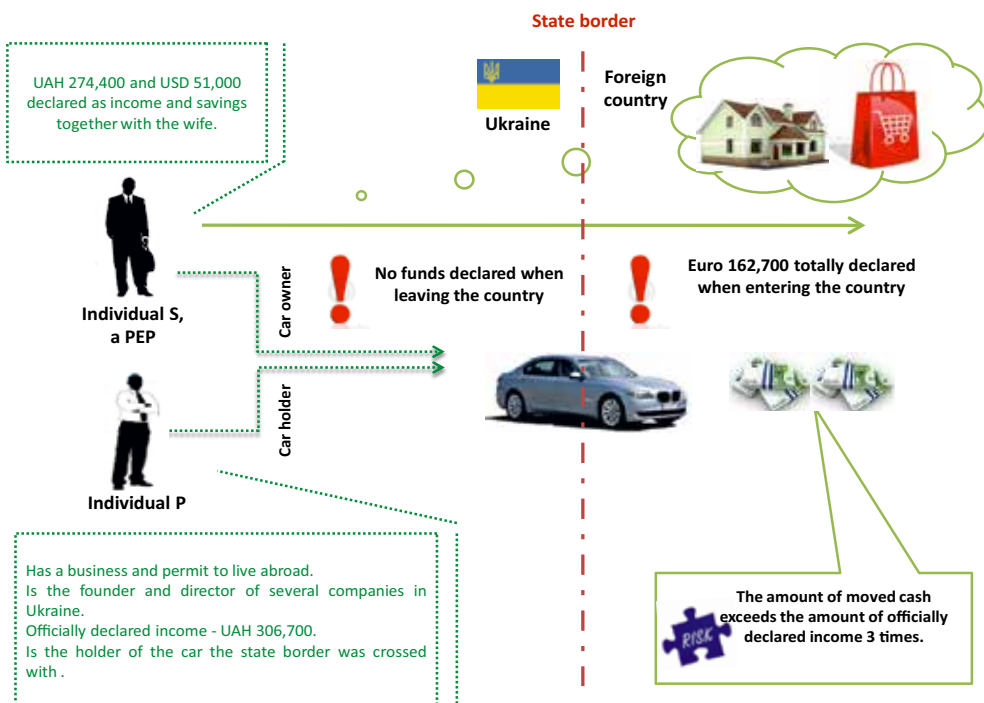 State border
UAH 274,400 and USD 51,000
declared as income and savings
together with the wife.
Ukraine
Foreign
country
Individual S,
a PEP
Car owner
No funds declared when
leaving the country
Euro 162,700 totally declared
when entering the country
Car holder
Individual P
Has a business and permit to live abroad.
Is the founder and director of several companies in
Ukraine.
Officially declared income - UAH 306,700.
Is the holder of the car the state border was crossed
with .
RISK
The amount of moved cash
exceeds the amount of officially
declared income 3 times.